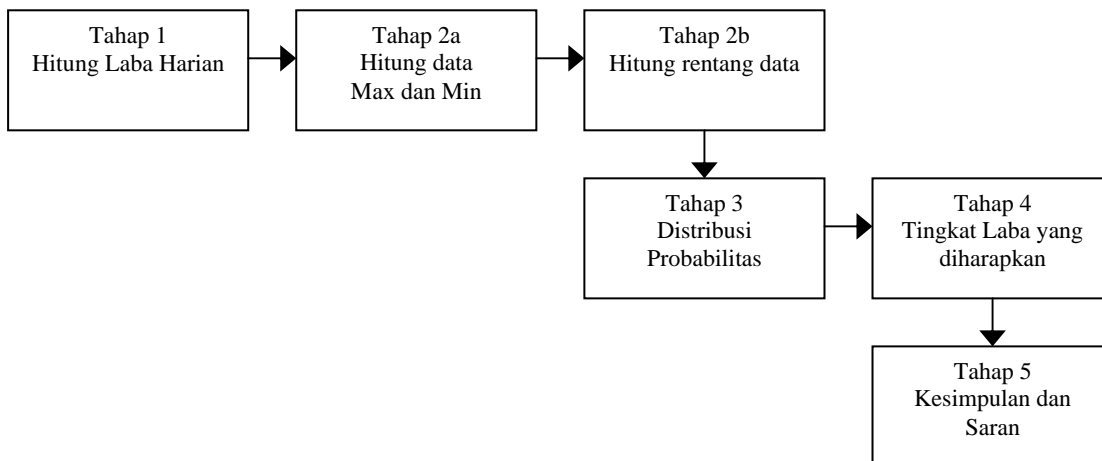 Tahap 1
Hitung Laba Harian
Tahap 2a
Hitung data
Max dan Min
Tahap 2b
Hitung rentang data
Tahap 3
Distribusi
Probabilitas
Tahap 4
Tingkat Laba yang
diharapkan
Tahap 5
Kesimpulan dan
Saran